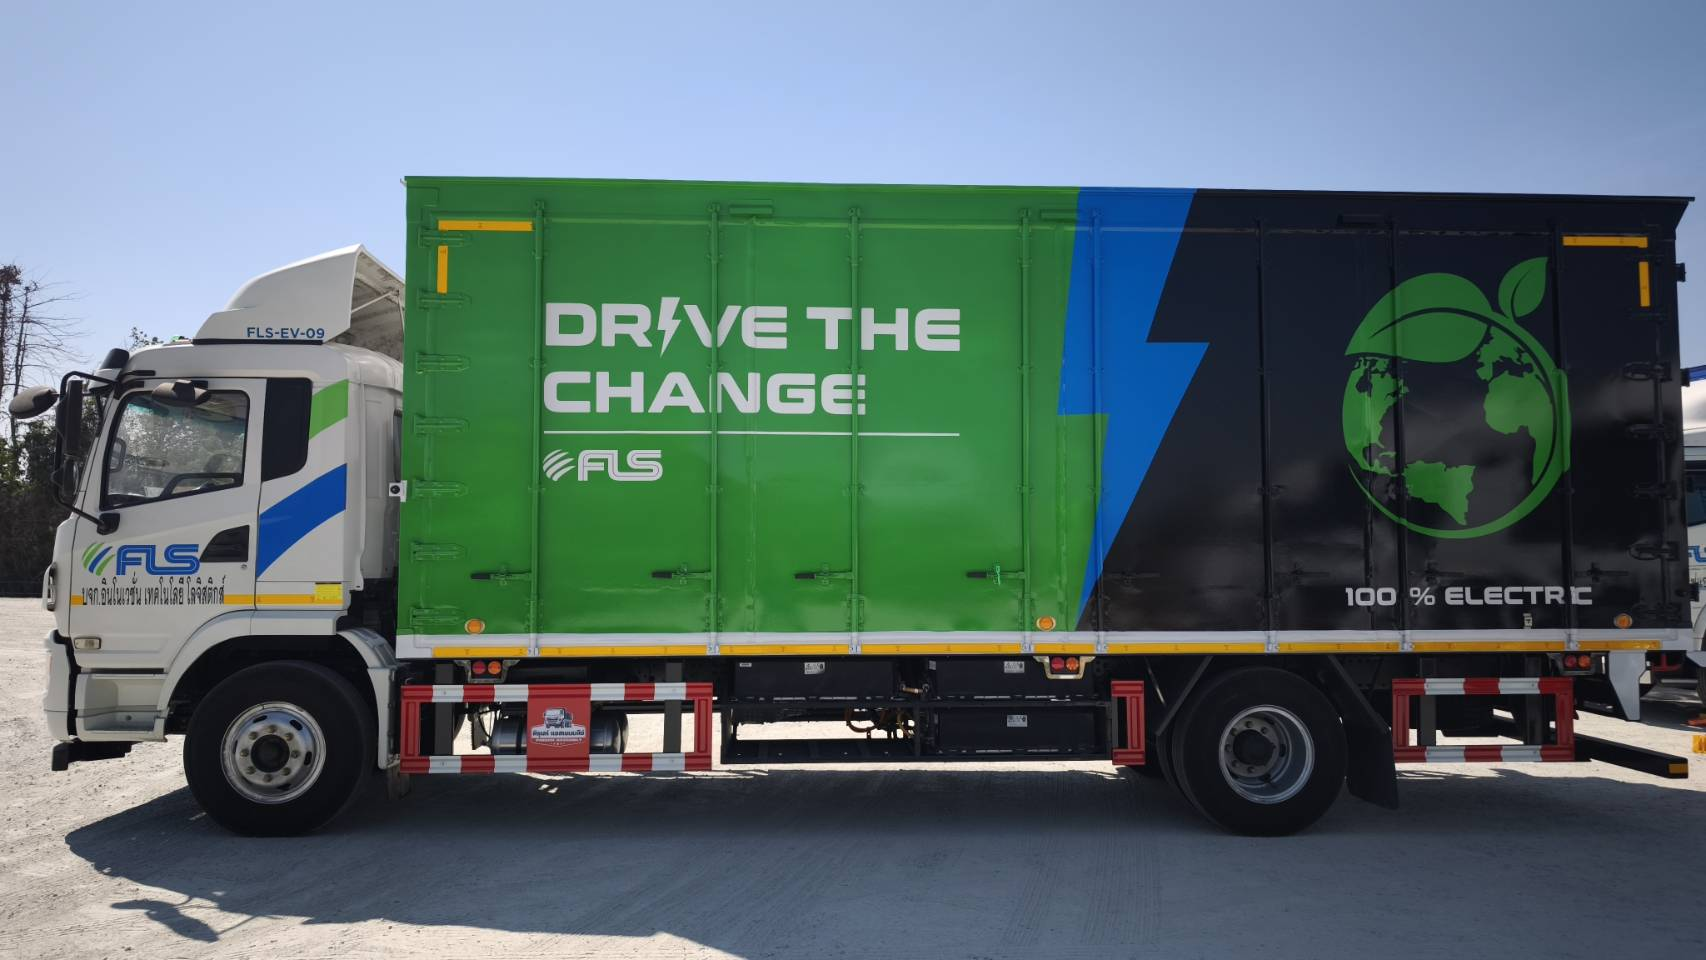 FLS-EV-09
FLS
บจก.อินโนเวชั่น เทคโนโลยี โลจิสติกส์
DRIVE THE
CHANGE
FLS
100 % ELECTRIC